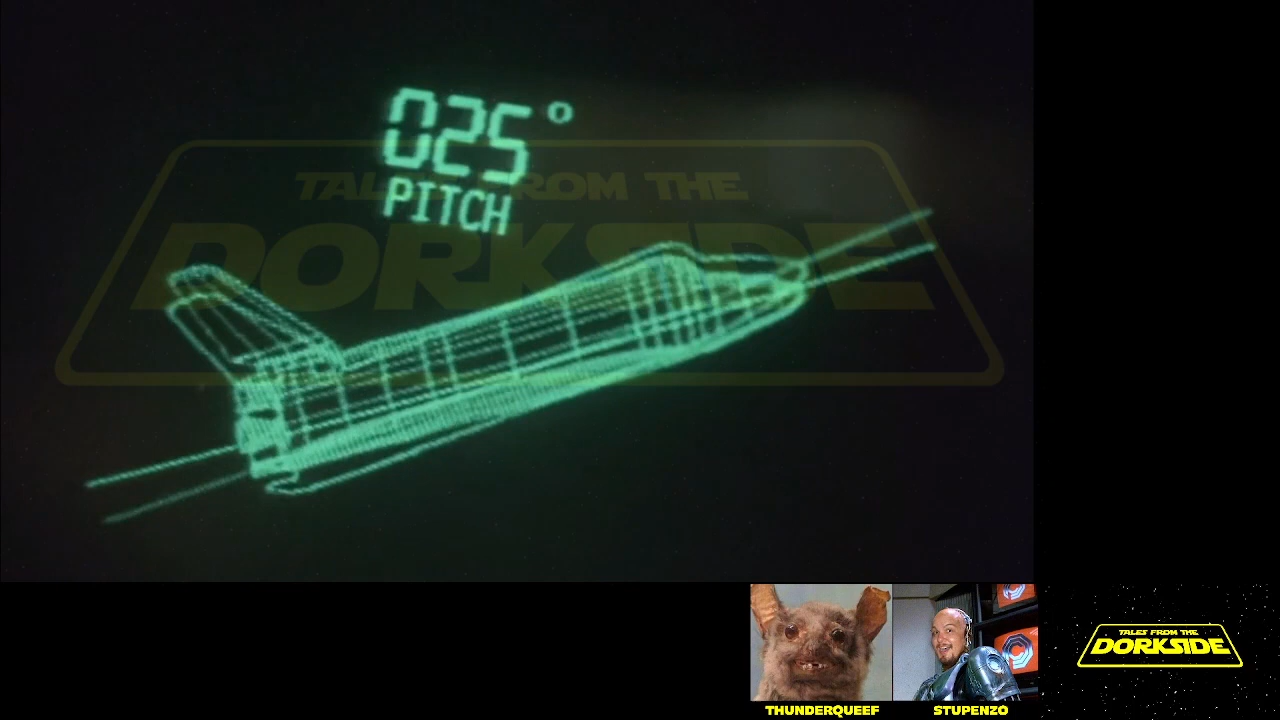 025°
PITCH
TALES FROM THE
DORKSIDE
TALES FROM THE
DORKSIDE
THUNDERQUEEF
STUPENZO